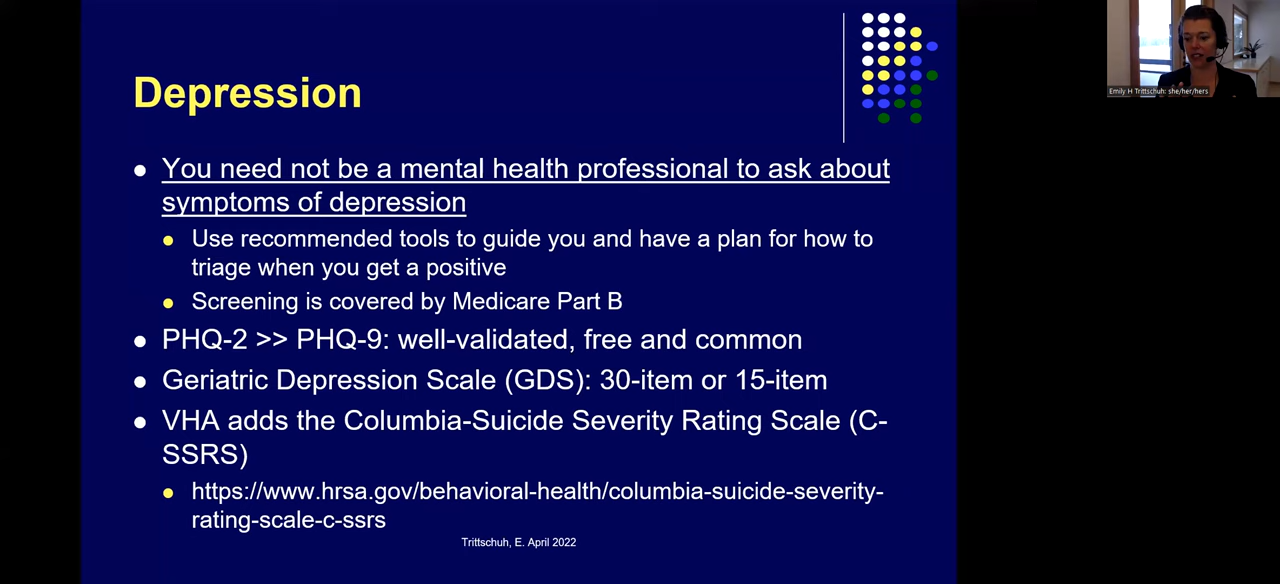 Depression
You need not be a mental health professional to ask about
symptoms of depression
Use recommended tools to guide you and have a plan for how to
triage when you get a positive
Screening is covered by Medicare Part B
PHQ-2 >> PHQ-9: well-validated, free and common
Geriatric Depression Scale (GDS): 30-item or 15-item
VHA adds the Columbia-Suicide Severity Rating Scale (C-
SSRS)
https://www.hrsa.gov/behavioral-health/columbia-suicide-severity-
rating-scale-c-ssrs
Trittschuh, E. April 2022
Emily H Trittschuh: she/her/hers